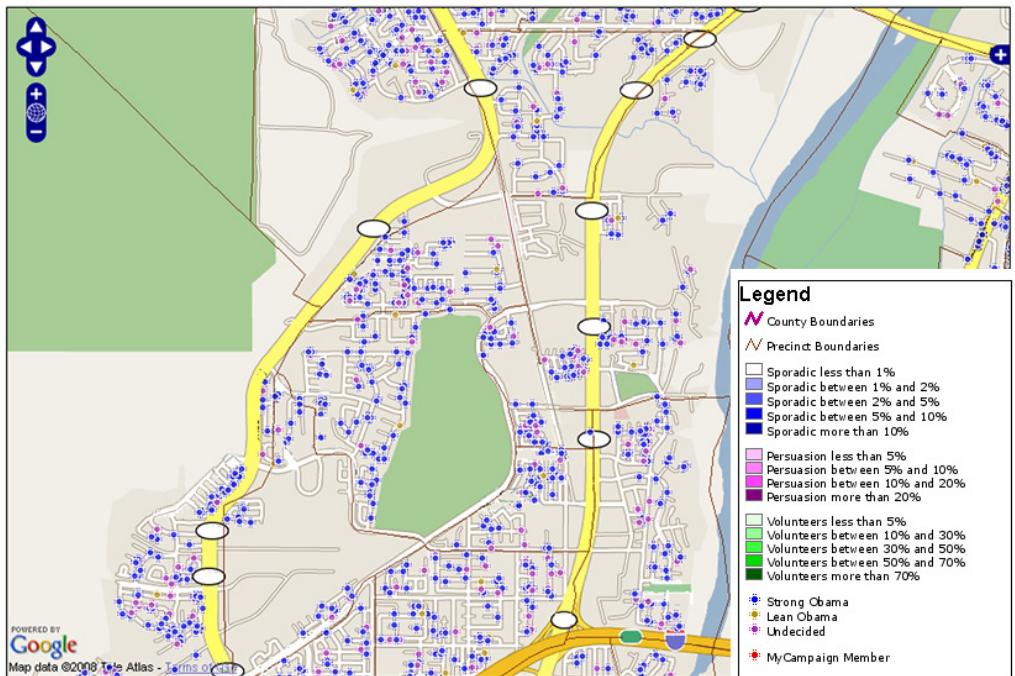 Legend
County Boundaries
Precinct Boundaries
Sporadic less than 1%
Sporadic between 1% and 2%
Sporadic between 2% and 5%
Sporadic between 5% and 10%
Sporadic more than 10%
Persuasion less than 5%
Persuasion between 5% and 10%
Persuasion between 10% and 20%
Persuasion more than 20%
Volunteers less than 5%
Volunteers between 10% and 30%
Volunteers between 30% and 50%
Volunteers between 50% and 70%
Volunteers more than 70%
Strong Obama
Lean Obama
Undecided
MyCampaign Member
POWERED BY
Google
Map data ©2008 Tele Atlas - Terms of Use